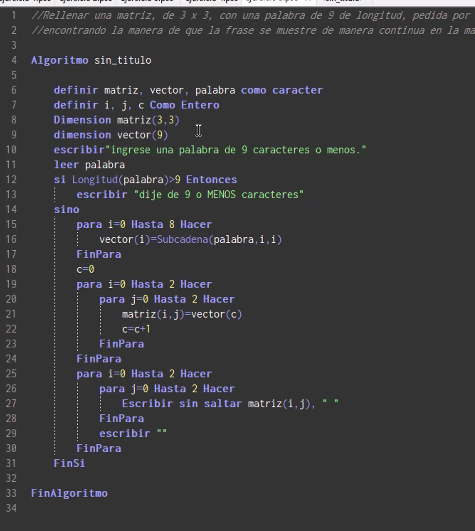 1 //Rellenar una matriz, de 3 x 3, con una palabra de 9 de longitud, pedida por
2 //encontrando la manera de que la frase se muestre de manera continua en la ma
3
4 Algoritmo sin_titulo
5
6 definir matriz, vector, palabra como caracter
7 definir i, j, c Como Entero
8 Dimension matriz(3,3)
9 dimension vector(9)
10 escribir"ingrese una palabra de 9 caracteres o menos."
11 leer palabra
12 si Longitud(palabra)>9 Entonces
13 escribir "dije de 9 o MENOS caracteres"
14 sino
15 para i=0 Hasta 8 Hacer
16 vector(i)=Subcadena(palabra,i,i)
17 FinPara
18 c=0
19 para i=0 Hasta 2 Hacer
20 para j=0 Hasta 2 Hacer
21 matriz(i,j)=vector(c)
22 c=c+1
23 FinPara
24 FinPara
25 para i=0 Hasta 2 Hacer
26 para j=0 Hasta 2 Hacer
27 Escribir sin saltar matriz(i,j), " "
28 FinPara
29 escribir ""
30 FinPara
31 FinSi
32
33 FinAlgoritmo
34